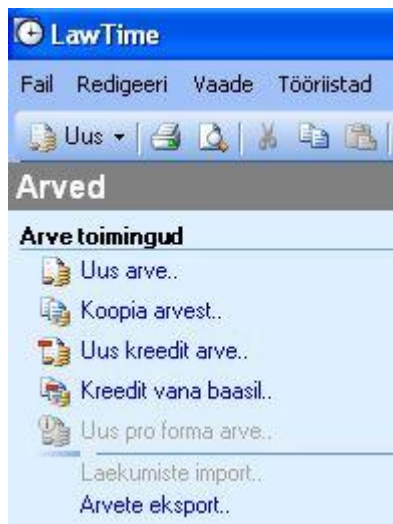 LawTime
Fail Redigeeri Vaade Tööriistad
Uus
Arved
Arve toimingud
Uus arve..
Koopia arvest..
Uus kreedit arve..
Kreedit vana baasil..
Uus pro forma arve..
Laekumiste import..
Arvete eksport..